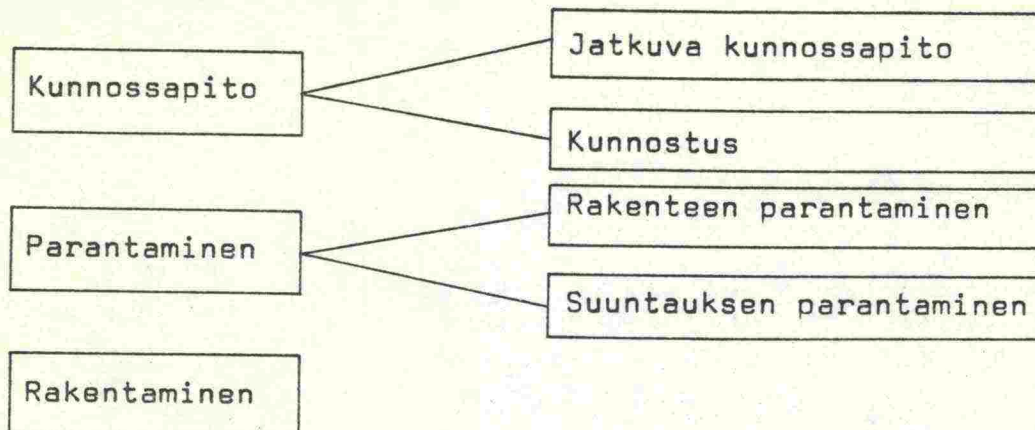 Kunnossapito
Jatkuva kunnossapito
Kunnostus
Parantaminen
Rakenteen parantaminen
Suuntauksen parantaminen
Rakentaminen